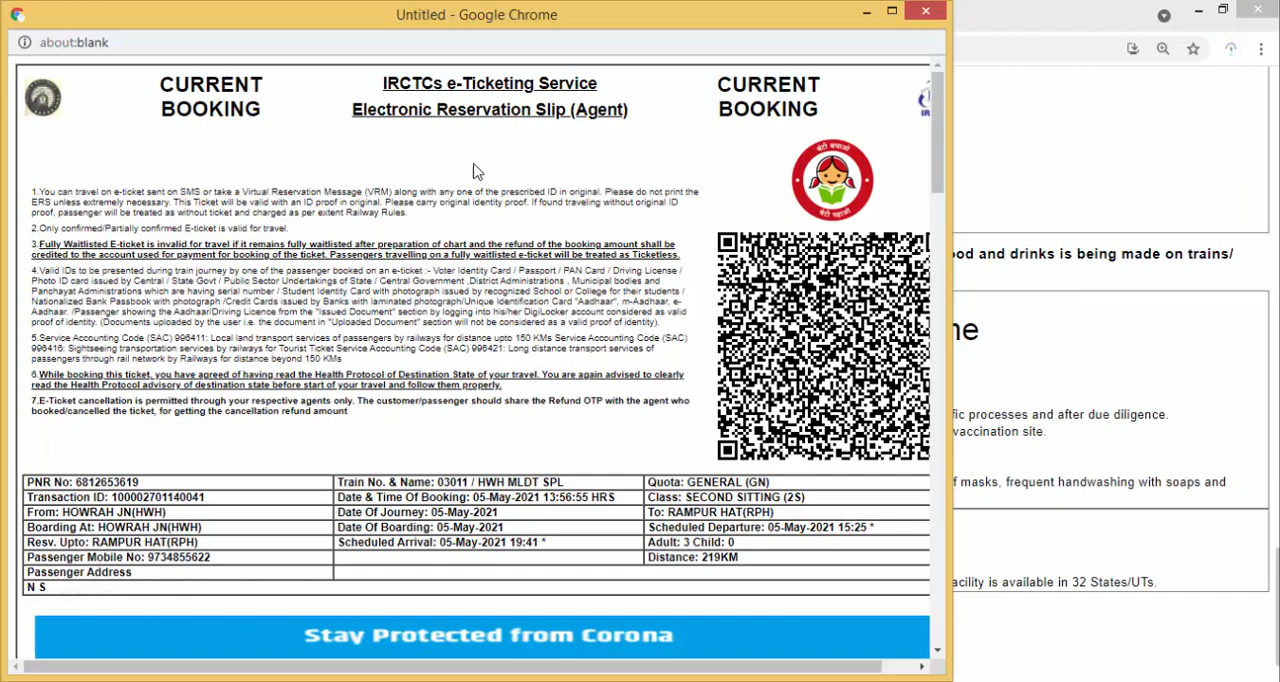 Untitled - Google Chrome
about:blank
CURRENT BOOKING
IRCTCs e-Ticketing Service
Electronic Reservation Slip (Agent)
CURRENT BOOKING
IR
बेटी बचाओ
बेटी पढ़ाओ
1.You can travel on e-ticket sent on SMS or take a Virtual Reservation Message (VRM) along with any one of the prescribed ID in original. Please do not print the
ERS unless extremely necessary. This Ticket will be valid with an ID proof in original. Please carry original identity proof. If found traveling without original ID
proof, passenger will be treated as without ticket and charged as per extent Railway Rules.
2.Only confirmed/Partially confirmed E-ticket is valid for travel.
3.Fully Waitlisted E-ticket is invalid for travel if it remains fully waitlisted after preparation of chart and the refund of the booking amount shall be
credited to the account used for payment for booking of the ticket. Passengers travelling on a fully waitlisted e-ticket will be treated as Ticketless.
4.Valid IDs to be presented during train journey by one of the passenger booked on an e-ticket :- Voter Identity Card / Passport / PAN Card / Driving License /
Photo ID card issued by Central / State Govt / Public Sector Undertakings of State / Central Government ,District Administrations , Municipal bodies and
Panchayat Administrations which are having serial number / Student Identity Card with photograph issued by recognized School or College for their students /
Nationalized Bank Passbook with photograph /Credit Cards issued by Banks with laminated photograph/Unique Identification Card "Aadhaar", m-Aadhaar, e-
Aadhaar. /Passenger showing the Aadhaar/Driving Licence from the "Issued Document" section by logging into his/her DigiLocker account considered as valid
proof of identity. (Documents uploaded by the user i.e. the document in "Uploaded Document" section will not be considered as a valid proof of identity).
5.Service Accounting Code (SAC) 996411: Local land transport services of passengers by railways for distance upto 150 KMs Service Accounting Code (SAC)
996416: Sightseeing transportation services by railways for Tourist Ticket Service Accounting Code (SAC) 996421: Long distance transport services of
passengers through rail network by Railways for distance beyond 150 KMs
6.While booking this ticket, you have agreed of having read the Health Protocol of Destination State of your travel. You are again advised to clearly
read the Health Protocol advisory of destination state before start of your travel and follow them properly.
7.E-Ticket cancellation is permitted through your respective agents only. The customer/passenger should share the Refund OTP with the agent who
booked/cancelled the ticket, for getting the cancellation refund amount
PNR No: 6812653619 Train No. & Name: 03011 / HWH MLDT SPL Quota: GENERAL (GN)
Transaction ID: 100002701140041 Date & Time Of Booking: 05-May-2021 13:56:55 HRS Class: SECOND SITTING (2S)
From: HOWRAH JN(HWH) Date Of Journey: 05-May-2021 To: RAMPUR HAT(RPH)
Boarding At: HOWRAH JN(HWH) Date Of Boarding: 05-May-2021 Scheduled Departure: 05-May-2021 15:25 *
Resv. Upto: RAMPUR HAT(RPH) Scheduled Arrival: 05-May-2021 19:41 * Adult: 3 Child: 0
Passenger Mobile No: 9734855622 Distance: 219KM
Passenger Address
N S
Stay Protected from Corona
ood and drinks is being made on trains/
ne
fic processes and after due diligence.
vaccination site.
f masks, frequent handwashing with soaps and
acility is available in 32 States/UTs.